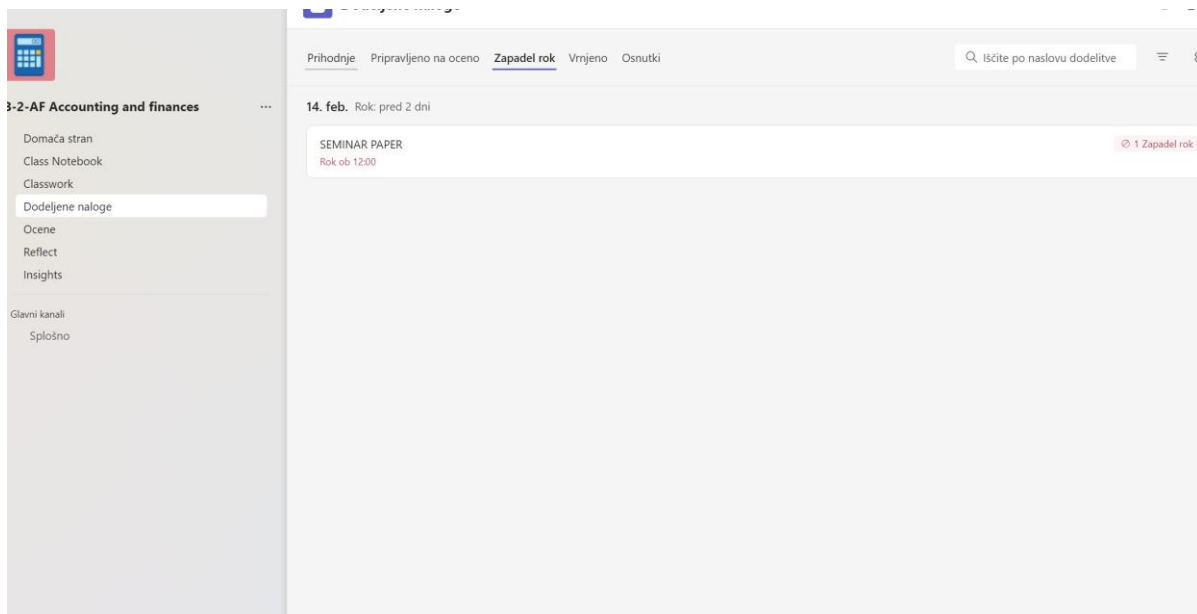 Prihodnje Pripravljeno na oceno Zapadel rok Vrnjeno Osnutki
Iščite po naslovu dodelitve
3-2-AF Accounting and finances ...
Domača stran
Class Notebook
Classwork
Dodeljene naloge
Ocene
Reflect
Insights
Glavni kanali
Splošno
14. feb. Rok: pred 2 dni
SEMINAR PAPER
1 Zapadel rok
Rok ob 12:00